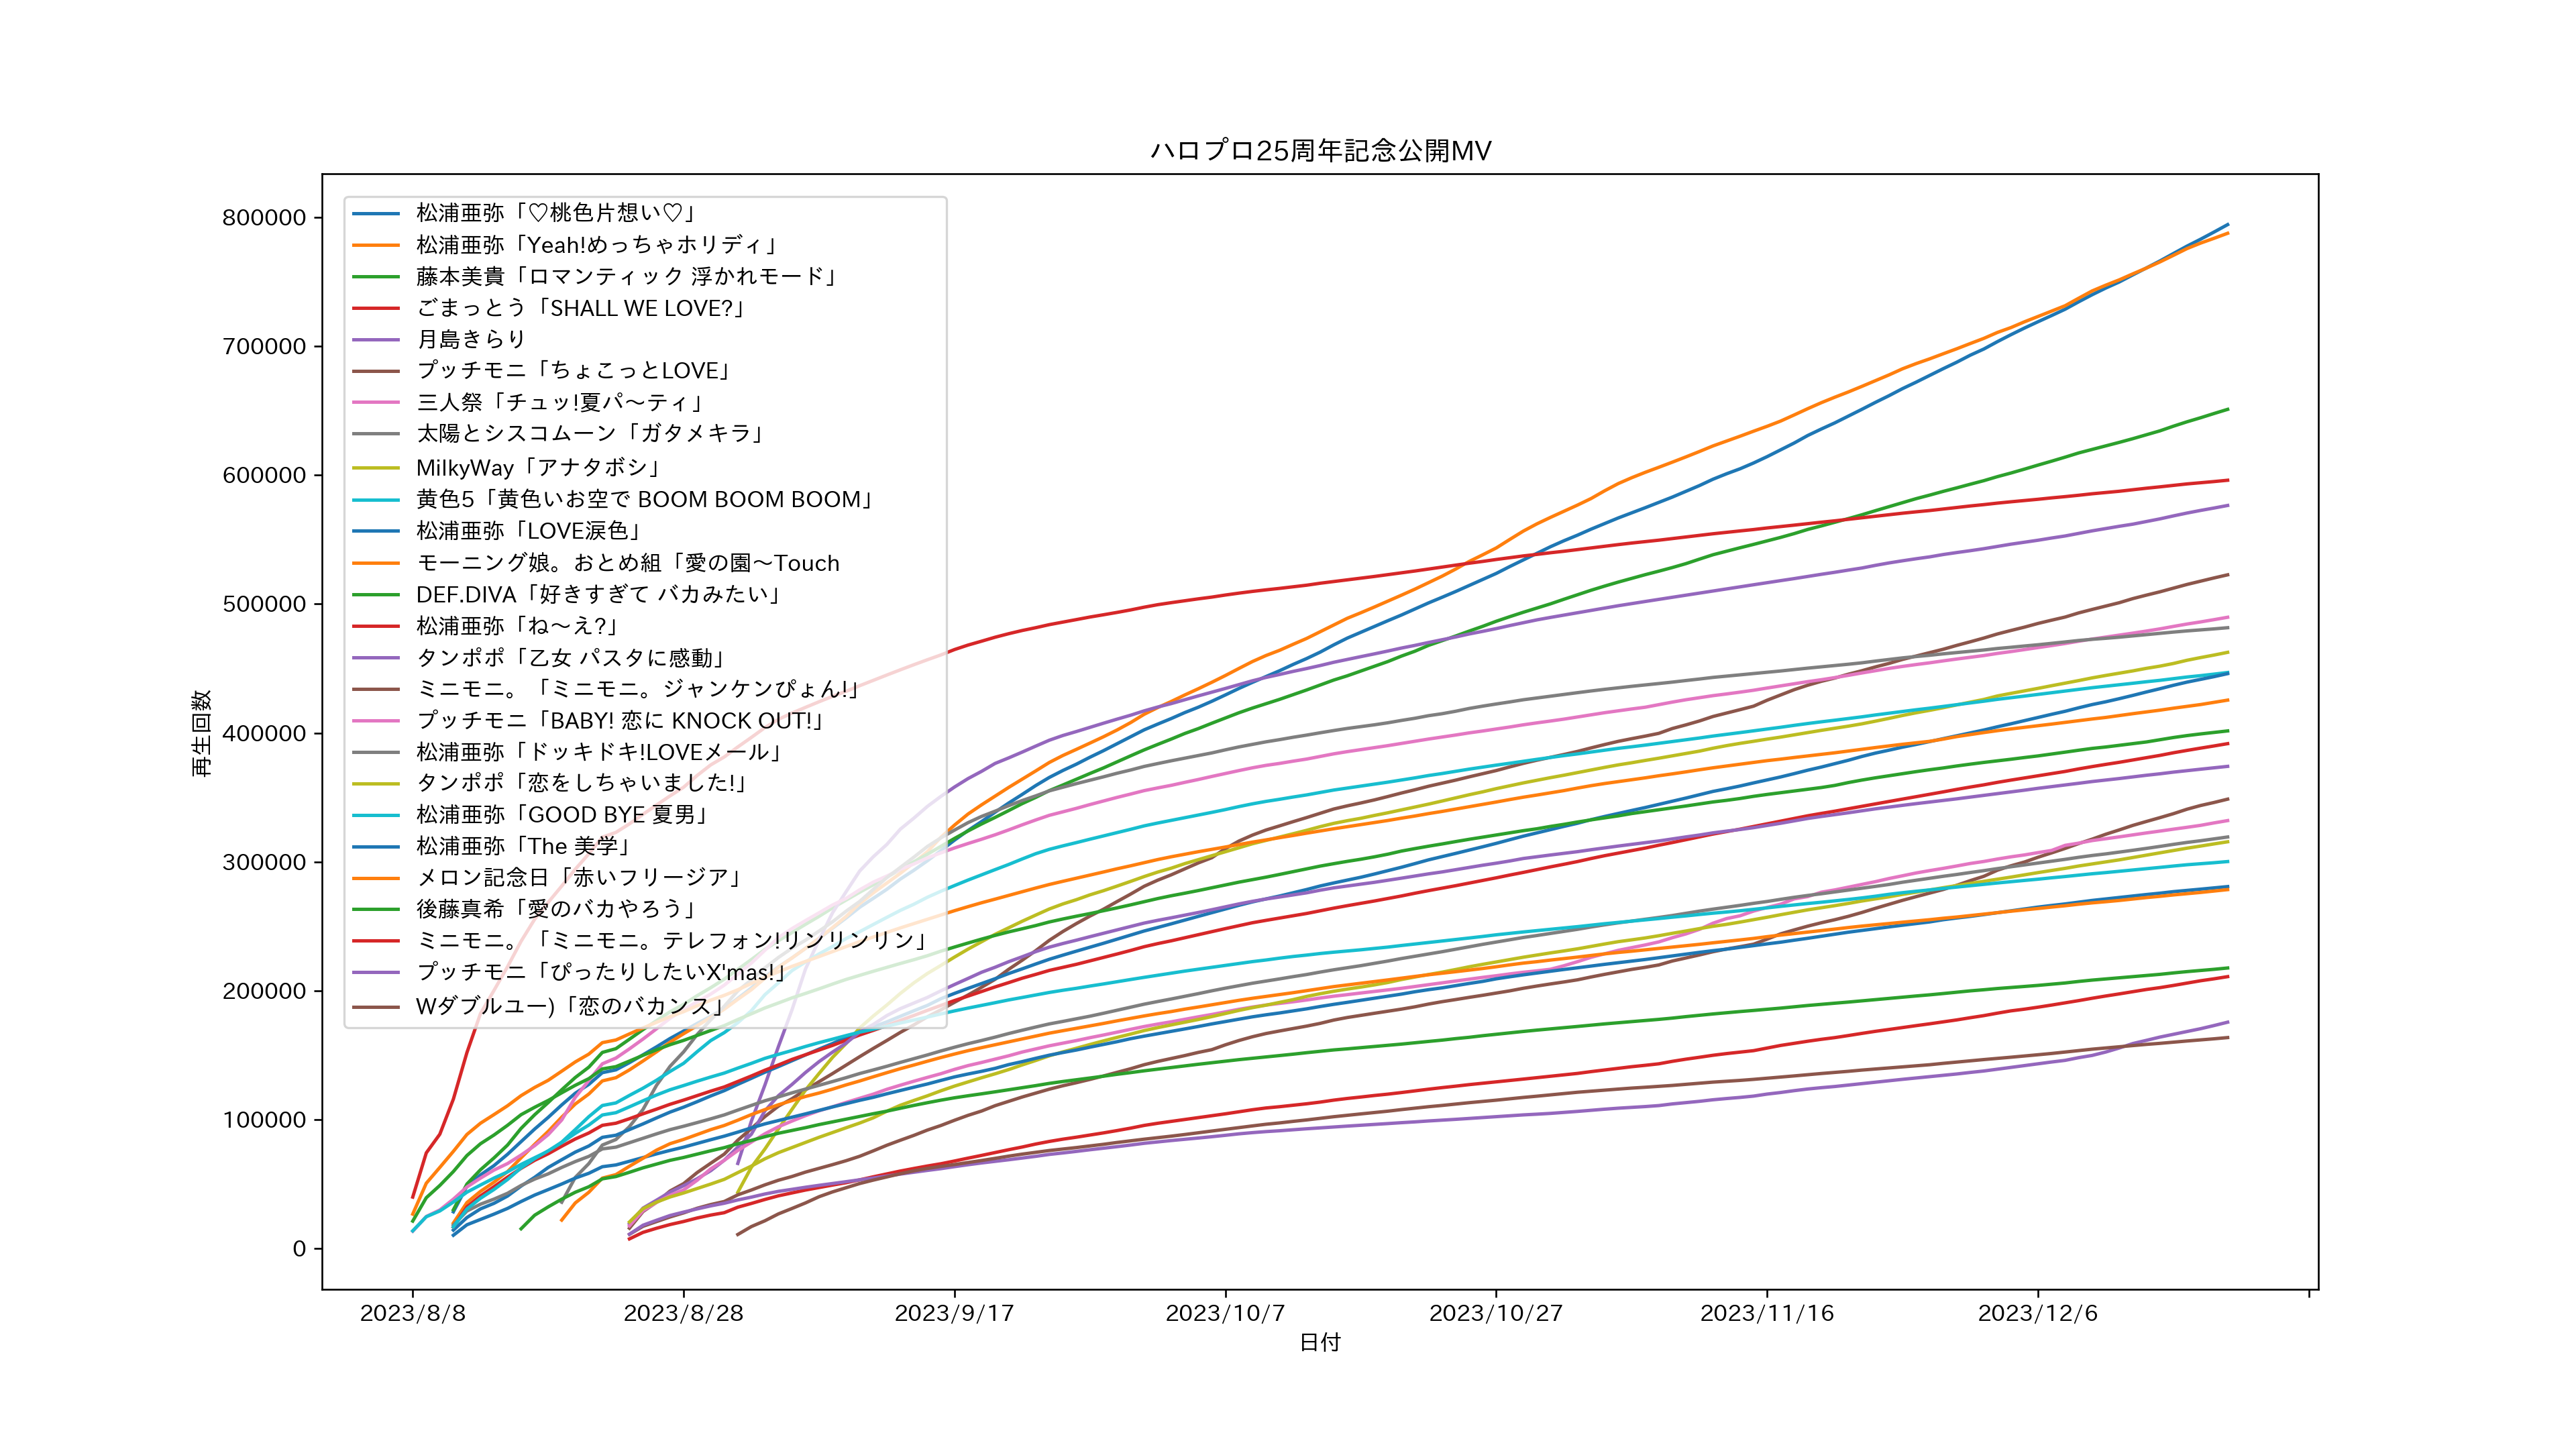 ハロプロ25周年記念公開MV
800000
700000
600000
500000
400000
300000
200000
100000
0
再生回数
松浦亜弥「♡桃色片想い♡」
松浦亜弥「Yeah!めっちゃホリディ」
藤本美貴「ロマンティック 浮かれモード」
ごまっとう「SHALL WE LOVE?」
月島きらり
プッチモニ「ちょこっとLOVE」
三人祭「チュッ!夏パ～ティ」
太陽とシスコムーン「ガタメキラ」
MilkyWay「アナタボシ」
黄色5「黄色いお空で BOOM BOOM BOOM」
松浦亜弥「LOVE涙色」
モーニング娘。おとめ組「愛の園～Touch
DEF.DIVA「好きすぎて バカみたい」
松浦亜弥「ね～え?」
タンポポ「乙女 パスタに感動」
ミニモニ。「ミニモニ。ジャンケンぴょん!」
プッチモニ「BABY! 恋に KNOCK OUT!」
松浦亜弥「ドッキドキ!LOVEメール」
タンポポ「恋をしちゃいました!」
松浦亜弥「GOOD BYE 夏男」
松浦亜弥「The 美学」
メロン記念日「赤いフリージア」
後藤真希「愛のバカやろう」
ミニモニ。「ミニモニ。テレフォン!リンリンリン」
プッチモニ「ぴったりしたいX'mas!」
Wダブルユー)「恋のバカンス」
2023/8/8
2023/8/28
2023/9/17
2023/10/7
2023/10/27
2023/11/16
2023/12/6
日付